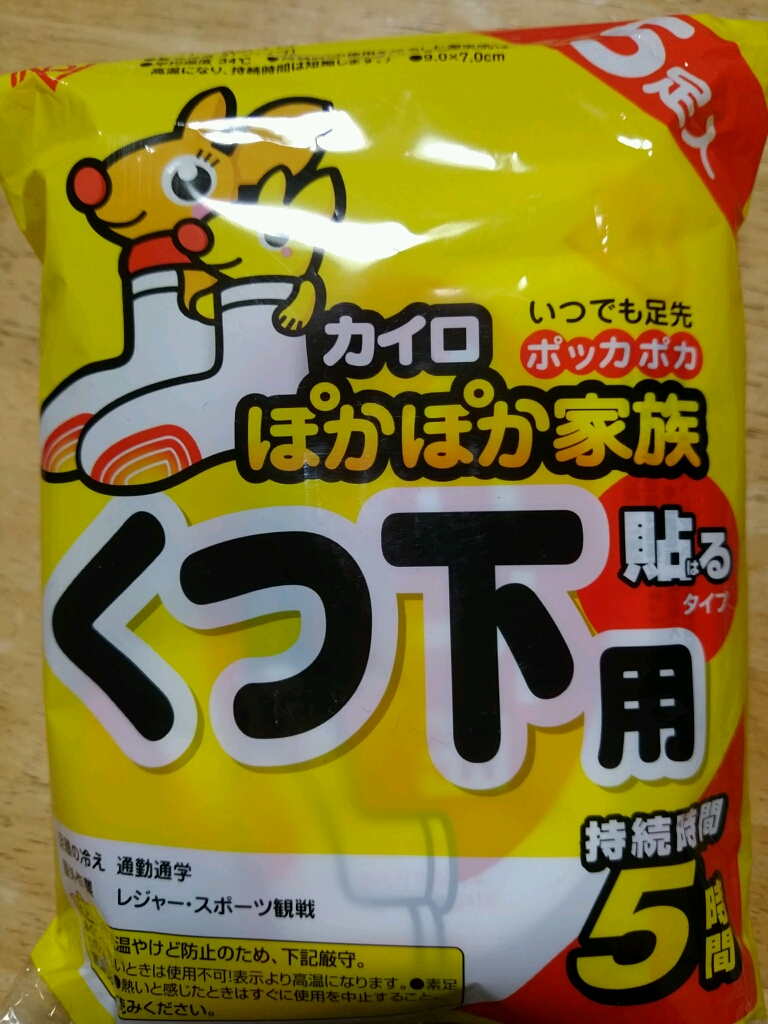 ●平均温度 34℃
●9.0×7.0cm
高温になり、持続時間は短縮します。)
5足入
いつでも足先
ポッカポカ
カイロ
ぽかぽか家族
くつ下用
貼はる
タイプ
持続時間
5時間
の冷え 通勤通学
レジャー・スポーツ観戦
温やけど防止のため、下記厳守。
いときは使用不可!表示より高温になります。●素足
●熱いと感じたときはすぐに使用を中止すること
読みください。